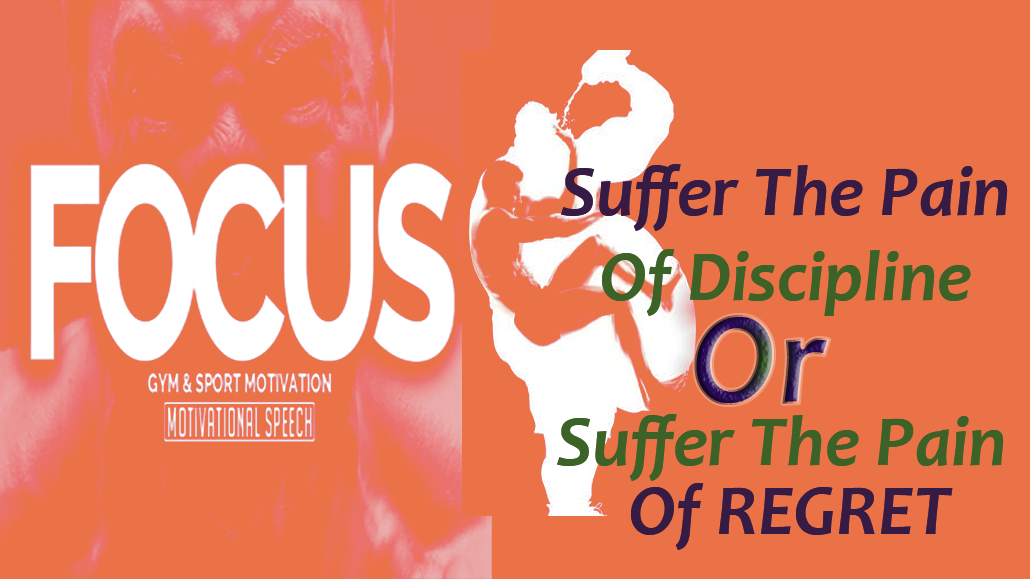 FOCUS
GYM & SPORT MOTIVATION
MOTIVATIONAL SPEECH
Suffer The Pain
Of Discipline
Or
Suffer The Pain
Of REGRET